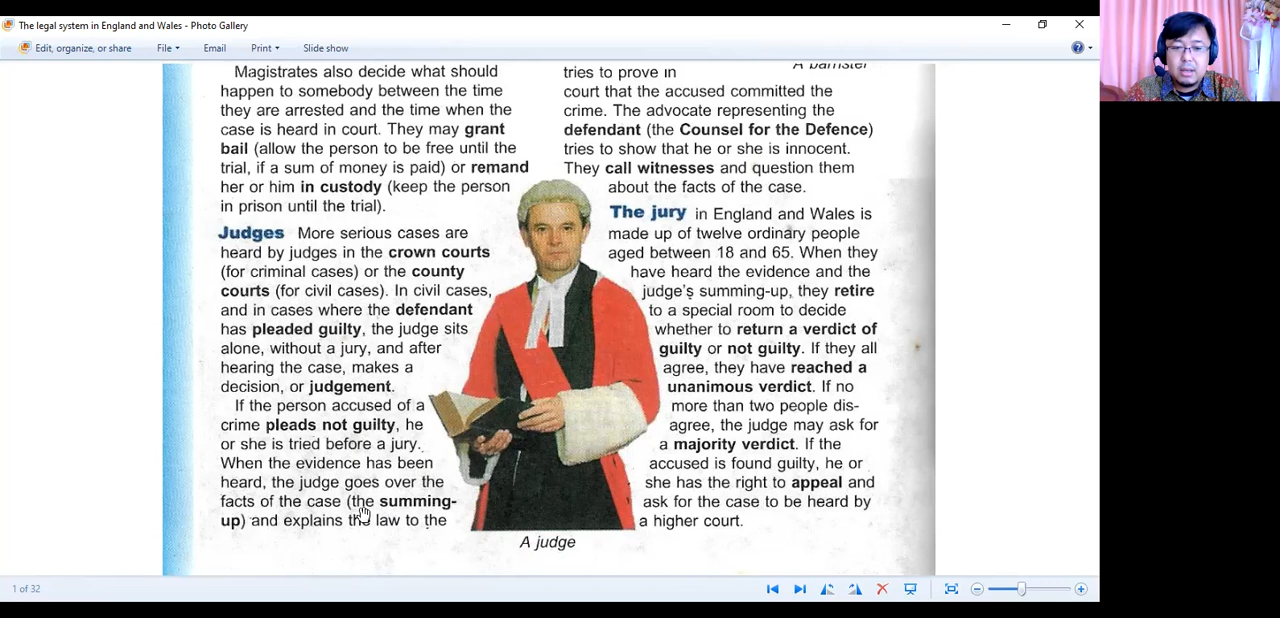 The legal system in England and Wales - Photo Gallery
Edit, organize, or share
File
Email
Print
Slide show
Magistrates also decide what should
happen to somebody between the time
they are arrested and the time when the
case is heard in court. They may grant
bail (allow the person to be free until the
trial, if a sum of money is paid) or remand
her or him in custody (keep the person
in prison until the trial).
Judges More serious cases are
heard by judges in the crown courts
(for criminal cases) or the county
courts (for civil cases). In civil cases,
and in cases where the defendant
has pleaded guilty, the judge sits
alone, without a jury, and after
hearing the case, makes a
decision, or judgement.
If the person accused of a
crime pleads not guilty, he
or she is tried before a jury.
When the evidence has been
heard, the judge goes over the
facts of the case (the summing-
up) and explains the law to the
A barrister
tries to prove in
court that the accused committed the
crime. The advocate representing the
defendant (the Counsel for the Defence)
tries to show that he or she is innocent.
They call witnesses and question them
about the facts of the case.
The jury in England and Wales is
made up of twelve ordinary people
aged between 18 and 65. When they
have heard the evidence and the
judge's summing-up, they retire
to a special room to decide
whether to return a verdict of
guilty or not guilty. If they all
agree, they have reached a
unanimous verdict. If no
more than two people dis-
agree, the judge may ask for
a majority verdict. If the
accused is found guilty, he or
she has the right to appeal and
ask for the case to be heard by
a higher court.
A judge
1 of 32